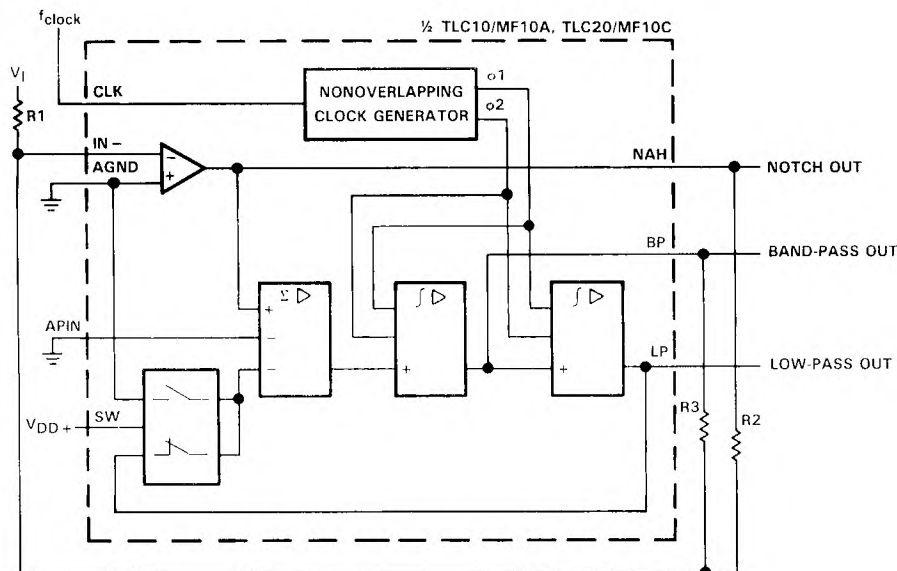 fclock
½ TLC10/MF10A, TLC20/MF10C
VI
CLK
NONOVERLAPPING
CLOCK GENERATOR
φ1
φ2
R1
IN−
AGND
−
+
NAH
NOTCH OUT
BP
BAND-PASS OUT
Σ ▷
∫ ▷
∫ ▷
+
APIN
−
−
+
+
LP
LOW-PASS OUT
VDD+
SW
R3
R2